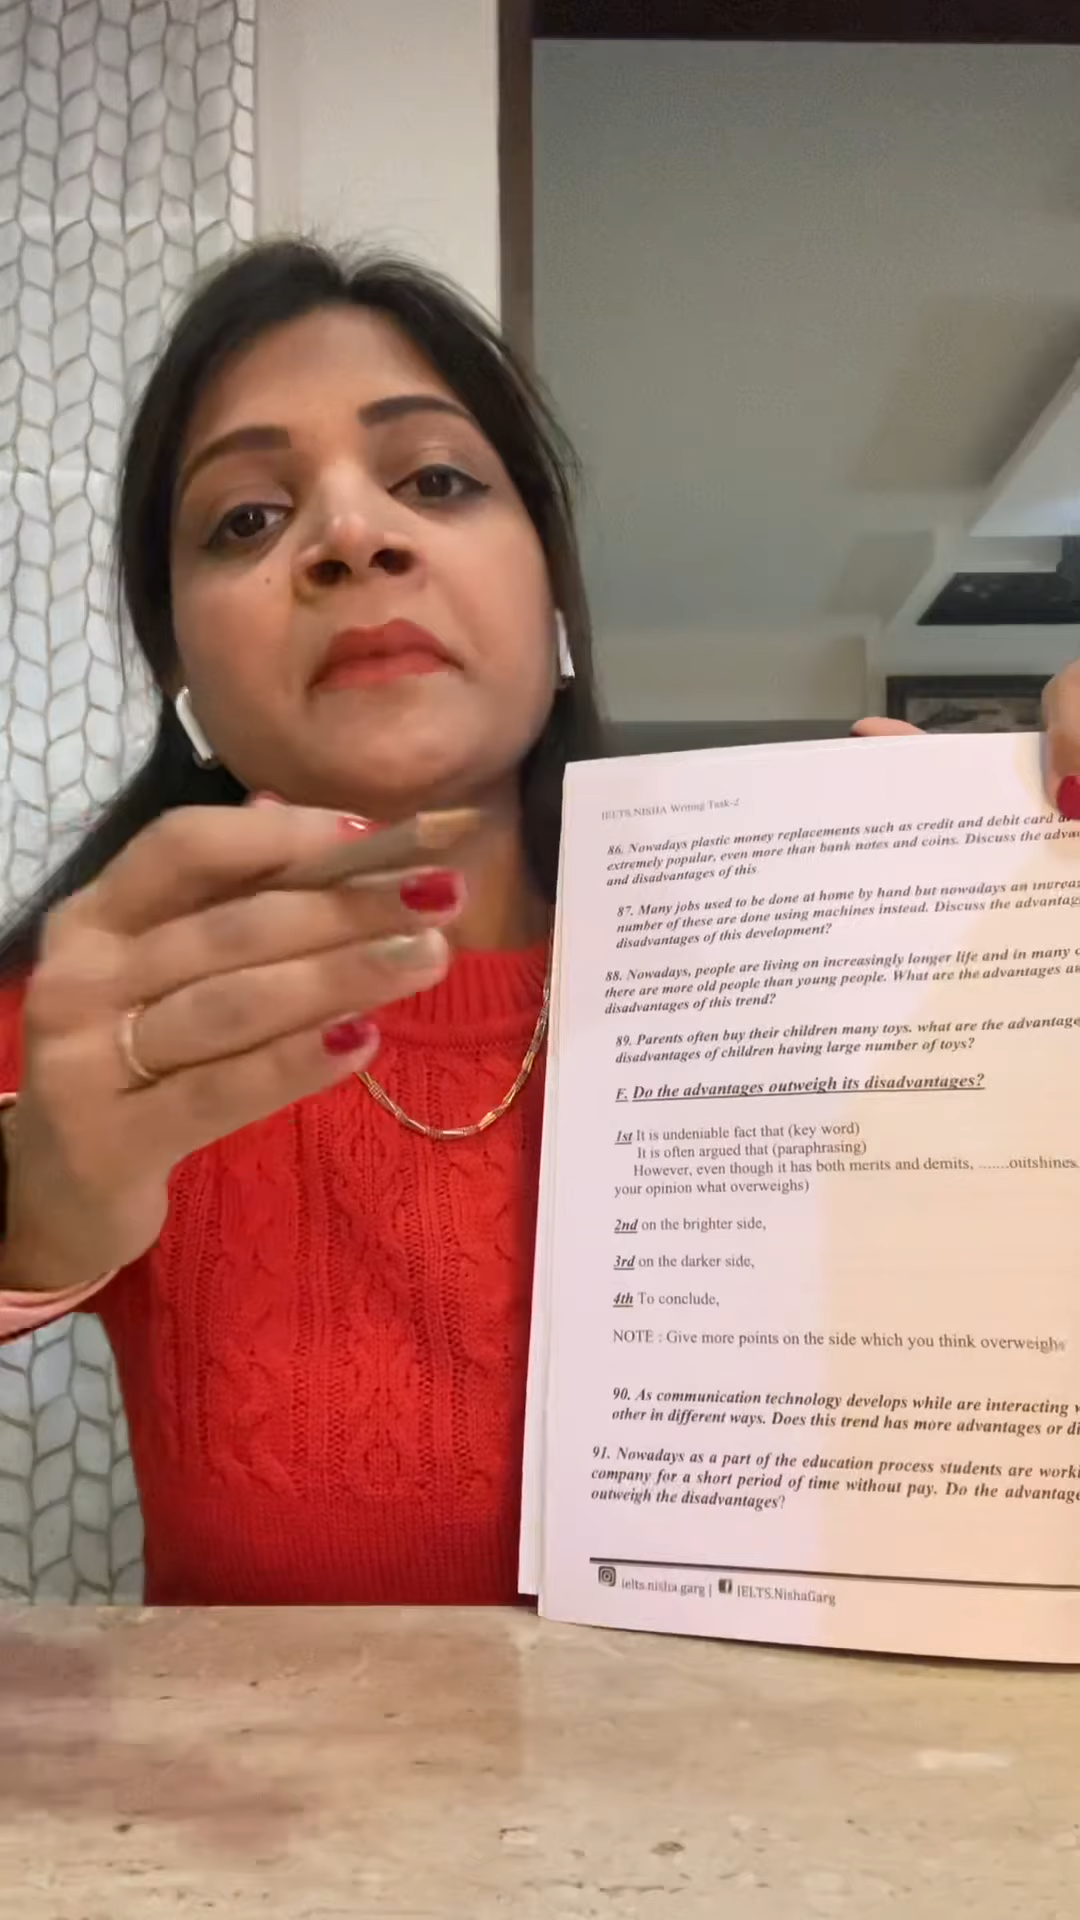 IELTS.NISHA Writing Task-2
86. Nowadays plastic money replacements such as credit and debit card
extremely popular, even more than bank notes and coins. Discuss the
and disadvantages of this
87. Many jobs used to be done at home by hand but nowadays an
number of these are done using machines instead. Discuss the
disadvantages of this development?
88. Nowadays, people are living on increasingly longer life and in many
there are more old people than young people. What are the advantages
disadvantages of this trend?
89. Parents often buy their children many toys. what are the
disadvantages of children having large number of toys?
F. Do the advantages outweigh its disadvantages?
1st It is undeniable fact that (key word)
It is often argued that (paraphrasing)
However, even though it has both merits and demits, .......outshines.
your opinion what overweighs)
2nd on the brighter side,
3rd on the darker side,
4th To conclude,
NOTE : Give more points on the side which you think overweighs
90. As communication technology develops while are interacting
other in different ways. Does this trend has more advantages or
91. Nowadays as a part of the education process students are
company for a short period of time without pay. Do the
outweigh the disadvantages?
ielts.nisha.garg | IELTS.NishaGarg